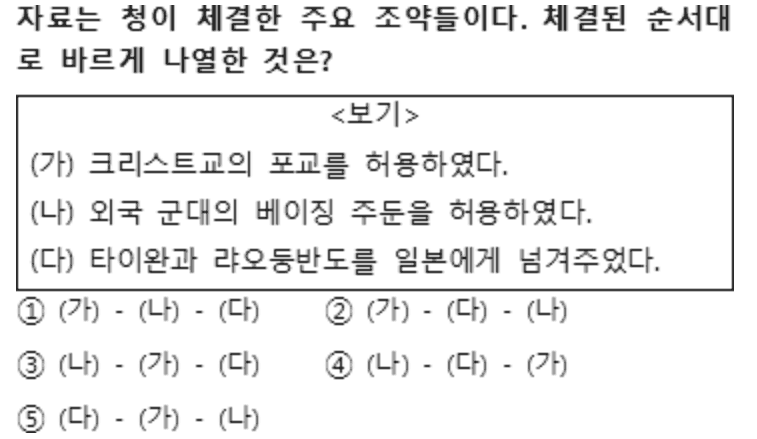 자료는 청이 체결한 주요 조약들이다. 체결된 순서대
로 바르게 나열한 것은?
<보기>
(가) 크리스트교의 포교를 허용하였다.
(나) 외국 군대의 베이징 주둔을 허용하였다.
(다) 타이완과 랴오둥반도를 일본에게 넘겨주었다.
① (가) - (나) - (다) ② (가) - (다) - (나)
③ (나) - (가) - (다) ④ (나) - (다) - (가)
⑤ (다) - (가) - (나)